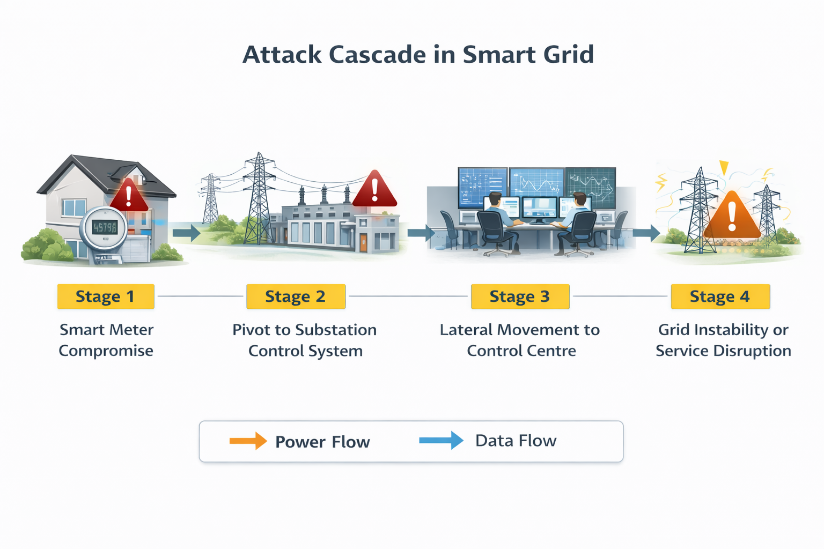 Attack Cascade in Smart Grid
45798
Stage 1
Stage 2
Stage 3
Stage 4
Smart Meter
Compromise
Pivot to Substation
Control System
Lateral Movement to
Control Centre
Grid Instability or
Service Disruption
Power Flow
Data Flow